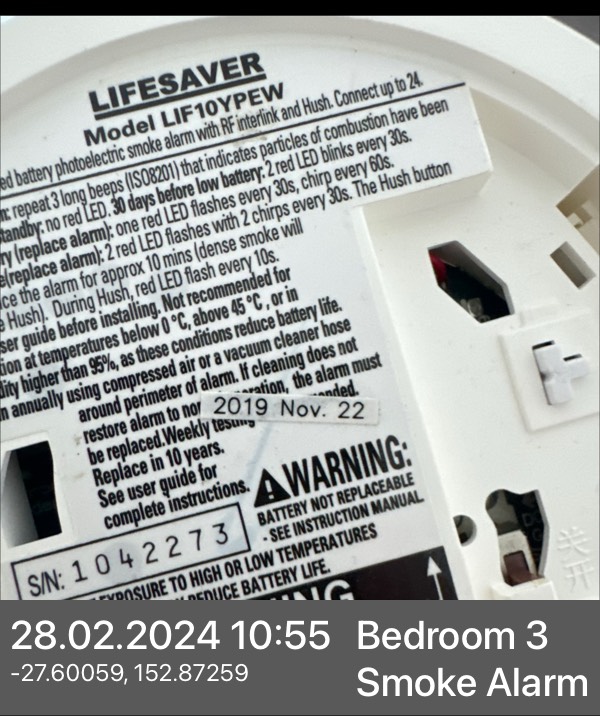 LIFESAVER
Model LIF10YPEW
battery photoelectric smoke alarm with RF interlink and Hush. Connect up to 24.
repeat 3 long beeps (ISO8201) that indicates particles of combustion have been
no red LED. 30 days before low battery: 2 red LED blinks every 30s.
(replace alarm): one red LED flashes every 30s, chirp every 60s.
(replace alarm): 2 red LED flashes with 2 chirps every 30s. The Hush button
the alarm for approx 10 mins (dense smoke will
Hush). During Hush, red LED flash every 10s.
guide before installing. Not recommended for
at temperatures below 0 °C, above 45 °C, or in
higher than 95%, as these conditions reduce battery life.
annually using compressed air or a vacuum cleaner hose
around perimeter of alarm. If cleaning does not
restore alarm to the alarm must
2019 Nov. 22
be replaced. Weekly testing
Replace in 10 years.
See user guide for
complete instructions.
WARNING:
BATTERY NOT REPLACEABLE
- SEE INSTRUCTION MANUAL
S/N: 1042273
EXPOSURE TO HIGH OR LOW TEMPERATURES
REDUCE BATTERY LIFE.
关
开
28.02.2024 10:55
-27.60059, 152.87259
Bedroom 3
Smoke Alarm